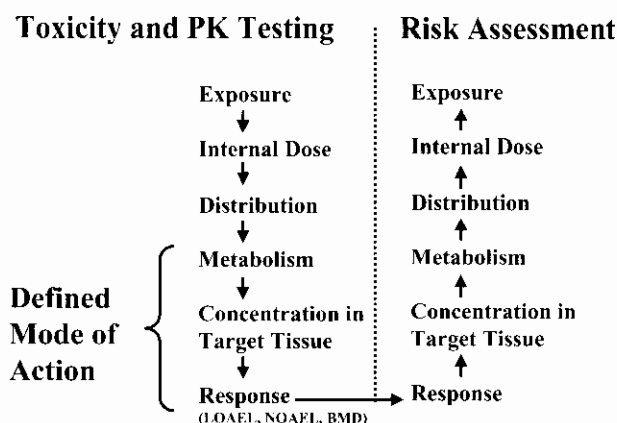 Toxicity and PK Testing
Exposure
Internal Dose
Distribution
Metabolism
Concentration in
Target Tissue
Response
(LOAEL, NOAEL, BMD)
Defined
Mode of
Action
Risk Assessment
Exposure
Internal Dose
Distribution
Metabolism
Concentration in
Target Tissue
Response